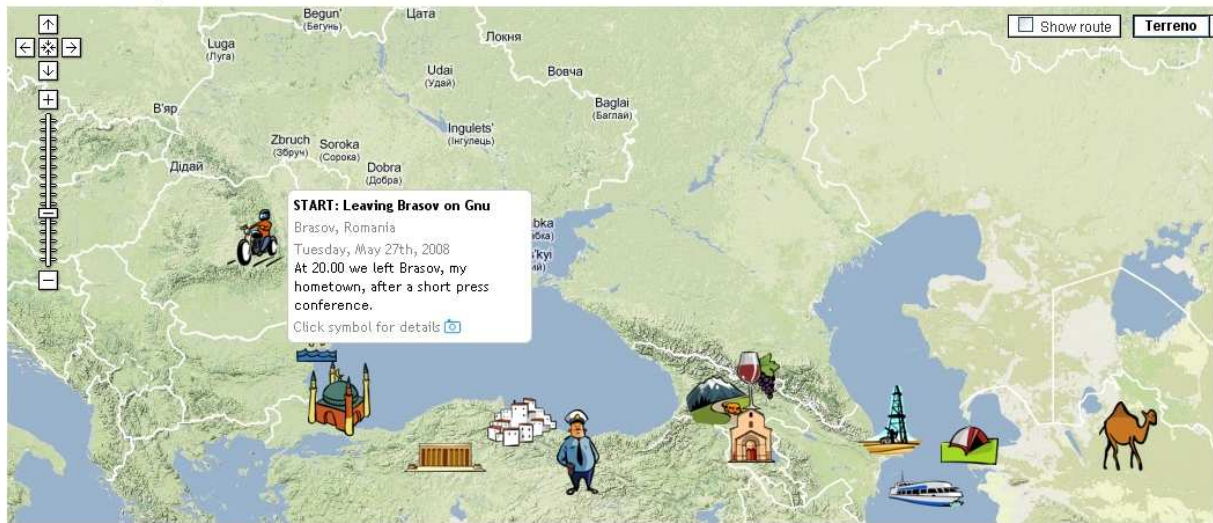 Begun'
(Бегунь)
Цата
Luga
(Луга)
Локня
Show route
Terreno
Udai
(Удай)
Вовча
В'яр
Baglai
(Баглай)
Ingulets'
(Інгулець)
Zbruch
(Збруч)
Soroka
(Сорока)
Дідай
Dobra
(Добра)
START: Leaving Brasov on Gnu
Brasov, Romania
Tuesday, May 27th, 2008
At 20.00 we left Brasov, my
hometown, after a short press
conference.
Click symbol for details